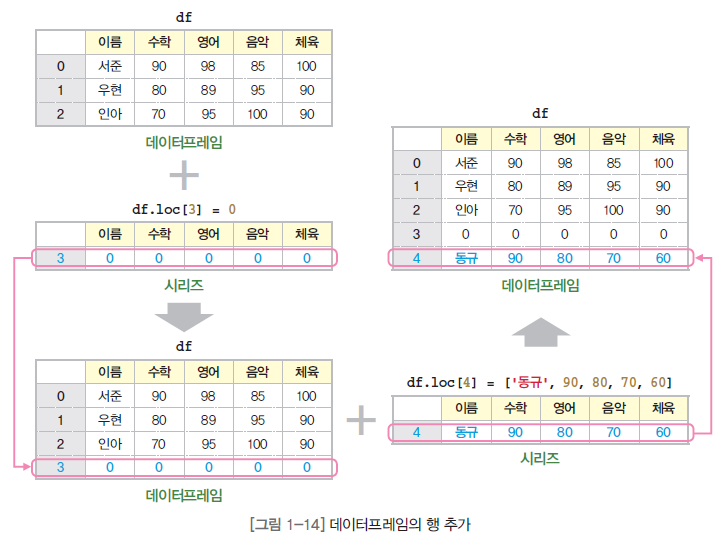 df
이름 수학 영어 음악 체육
0 서준 90 98 85 100
1 우현 80 89 95 90
2 인아 70 95 100 90
데이터프레임
+
df.loc[3] = 0
이름 수학 영어 음악 체육
3 0 0 0 0 0
시리즈
df
이름 수학 영어 음악 체육
0 서준 90 98 85 100
1 우현 80 89 95 90
2 인아 70 95 100 90
3 0 0 0 0 0
데이터프레임
+
df.loc[4] = ['동규', 90, 80, 70, 60]
이름 수학 영어 음악 체육
4 동규 90 80 70 60
시리즈
df
이름 수학 영어 음악 체육
0 서준 90 98 85 100
1 우현 80 89 95 90
2 인아 70 95 100 90
3 0 0 0 0 0
4 동규 90 80 70 60
데이터프레임
[그림 1-14] 데이터프레임의 행 추가